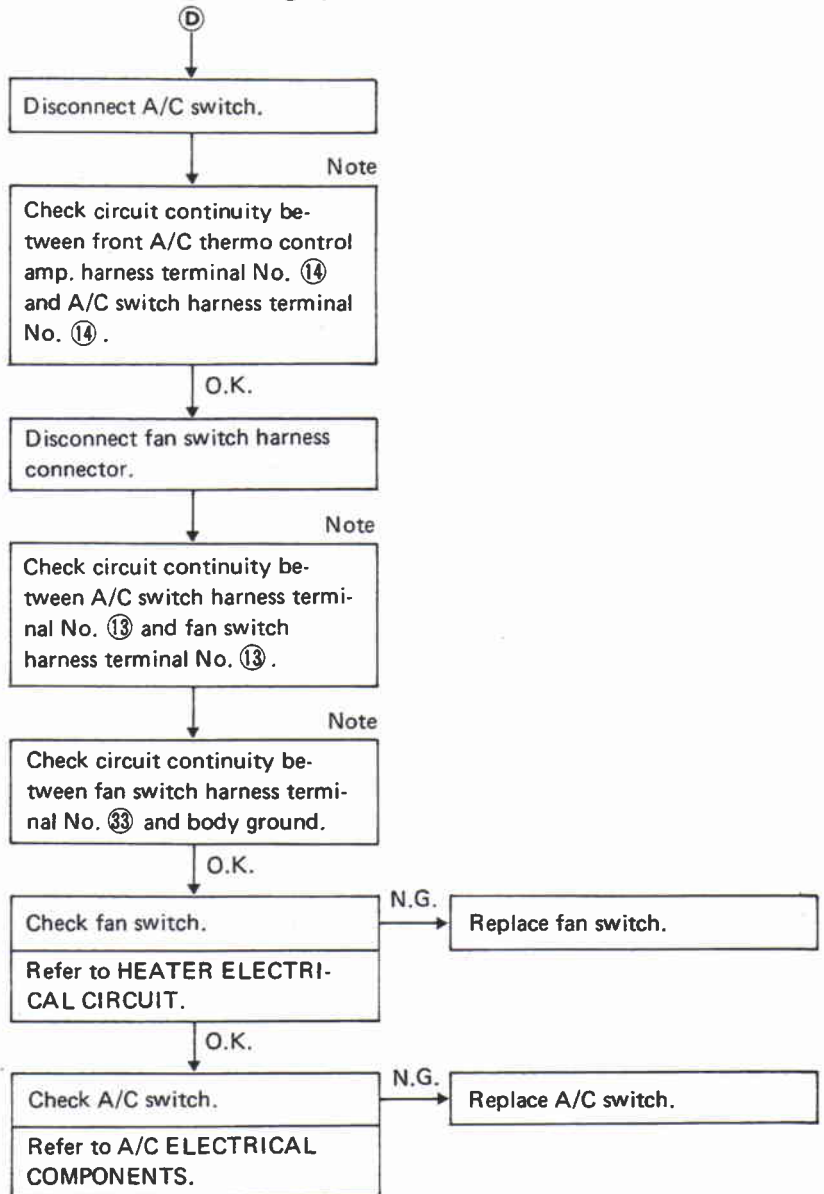 Ⓓ
Disconnect A/C switch.
Note
Check circuit continuity be-
tween front A/C thermo control
amp. harness terminal No. ⑭
and A/C switch harness terminal
No. ⑭ .
O.K.
Disconnect fan switch harness
connector.
Note
Check circuit continuity be-
tween A/C switch harness termi-
nal No. ⑬ and fan switch
harness terminal No. ⑬ .
Note
Check circuit continuity be-
tween fan switch harness termi-
nal No. ㉝ and body ground.
O.K.
Check fan switch.
N.G.
Replace fan switch.
Refer to HEATER ELECTRI-
CAL CIRCUIT.
O.K.
Check A/C switch.
N.G.
Replace A/C switch.
Refer to A/C ELECTRICAL
COMPONENTS.